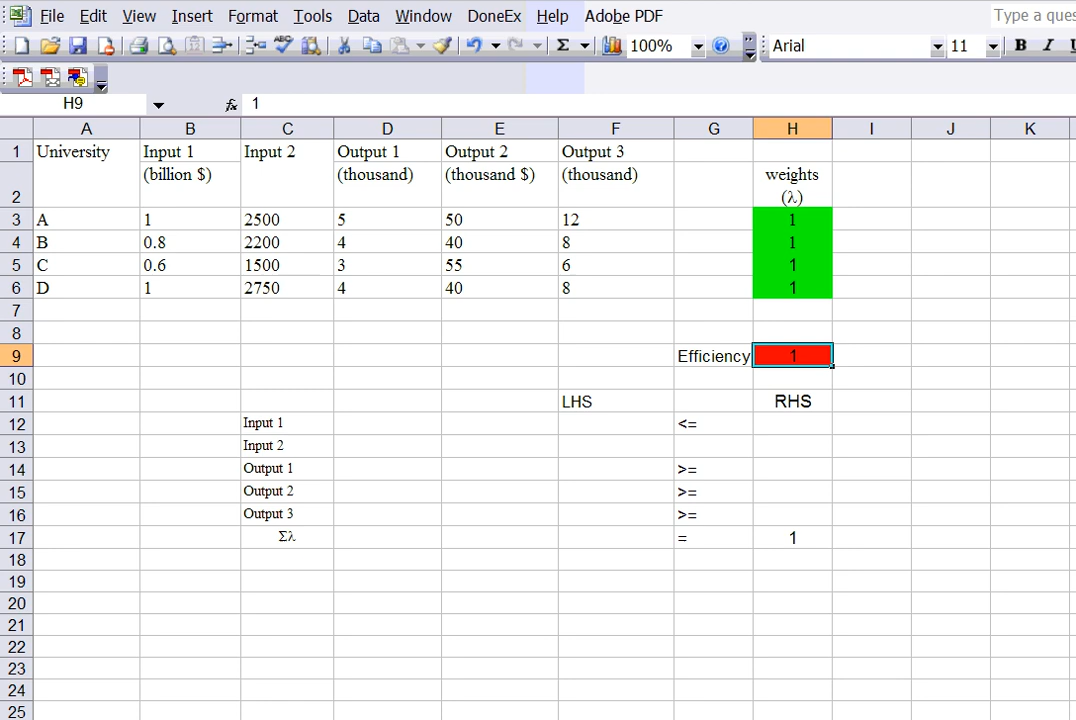 File Edit View Insert Format Tools Data Window DoneEx Help Adobe PDF Type a ques
Σ 100% Arial 11 B I U
H9 fx 1
A B C D E F G H I J K
1 University Input 1 Input 2 Output 1 Output 2 Output 3
(billion $) (thousand) (thousand $) (thousand) weights
2 (λ)
3 A 1 2500 5 50 12 1
4 B 0.8 2200 4 40 8 1
5 C 0.6 1500 3 55 6 1
6 D 1 2750 4 40 8 1
7
8
9 Efficiency 1
10
11 LHS RHS
12 Input 1 <=
13 Input 2
14 Output 1 >=
15 Output 2 >=
16 Output 3 >=
17 Σλ = 1
18
19
20
21
22
23
24
25